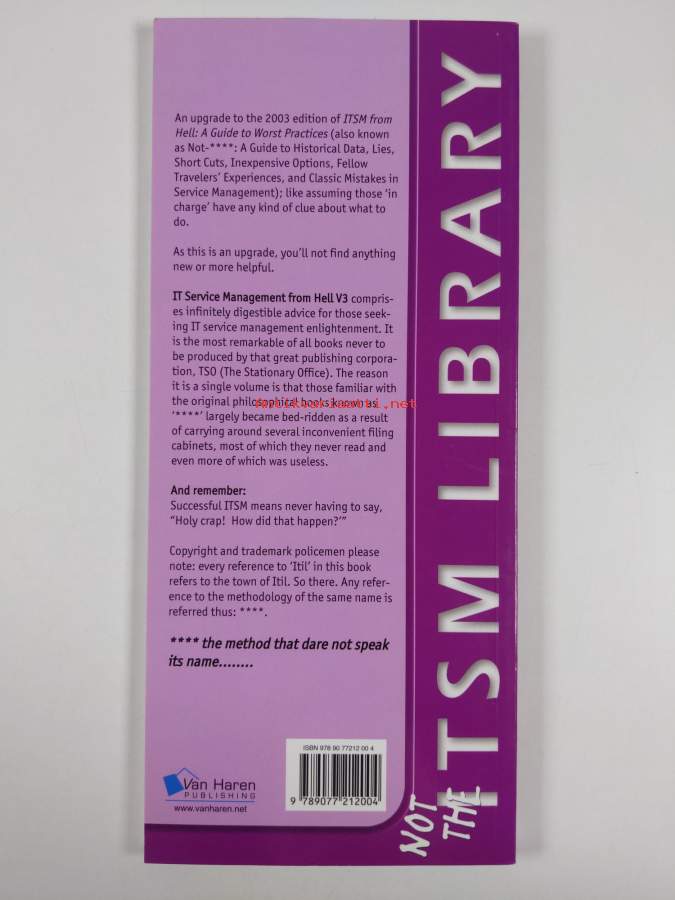 An upgrade to the 2003 edition of ITSM from
Hell: A Guide to Worst Practices (also known
as Not-****: A Guide to Historical Data, Lies,
Short Cuts, Inexpensive Options, Fellow
Travelers' Experiences, and Classic Mistakes in
Service Management); like assuming those 'in
charge' have any kind of clue about what to
do.
As this is an upgrade, you'll not find anything
new or more helpful.
IT Service Management from Hell V3 compris-
es infinitely digestible advice for those seek-
ing IT service management enlightenment. It
is the most remarkable of all books never to
be produced by that great publishing corpora-
tion, TSO (The Stationary Office). The reason
it is a single volume is that those familiar with
the original philosophical books known as
Antikvariaatti.net
'****' largely became bed-ridden as a result
of carrying around several inconvenient filing
cabinets, most of which they never read and
even more of which was useless.
And remember:
Successful ITSM means never having to say,
"Holy crap! How did that happen?'"
Copyright and trademark policemen please
note: every reference to 'Itil' in this book
refers to the town of Itil. So there. Any refer-
ence to the methodology of the same name is
referred thus: ****.
**** the method that dare not speak
its name........
ISBN 978 90 77212 00 4
9 789077 212004
Van Haren
PUBLISHING
www.vanharen.net
NOT
THE
ITSM LIBRARY